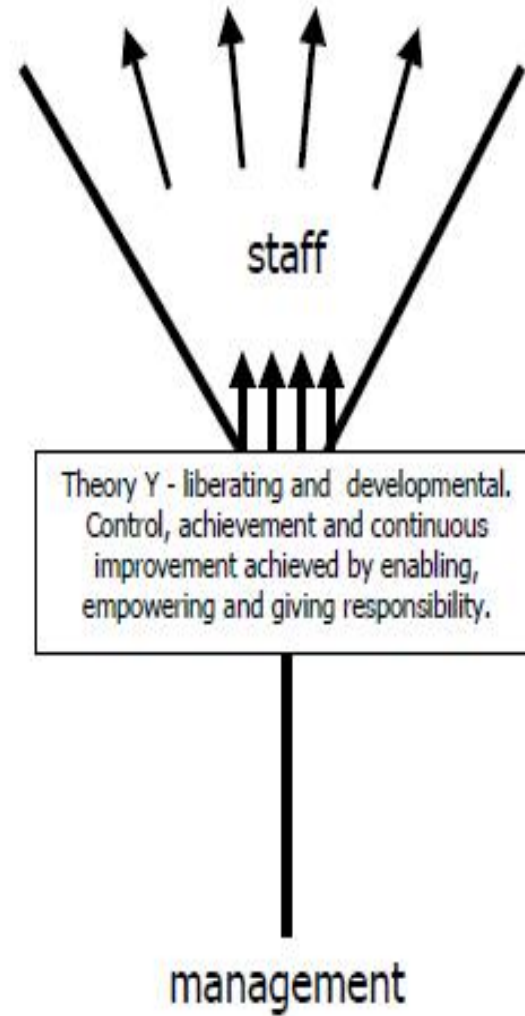 staff
Theory Y - liberating and developmental.
Control, achievement and continuous
improvement achieved by enabling,
empowering and giving responsibility.
management